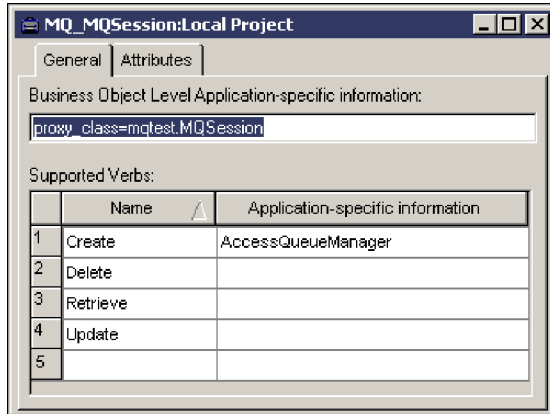 MQ_MQSession:Local Project
General Attributes
Business Object Level Application-specific information:
proxy_class=mqtest.MQSession
Supported Verbs:
Name Application-specific information
1 Create AccessQueueManager
2 Delete
3 Retrieve
4 Update
5